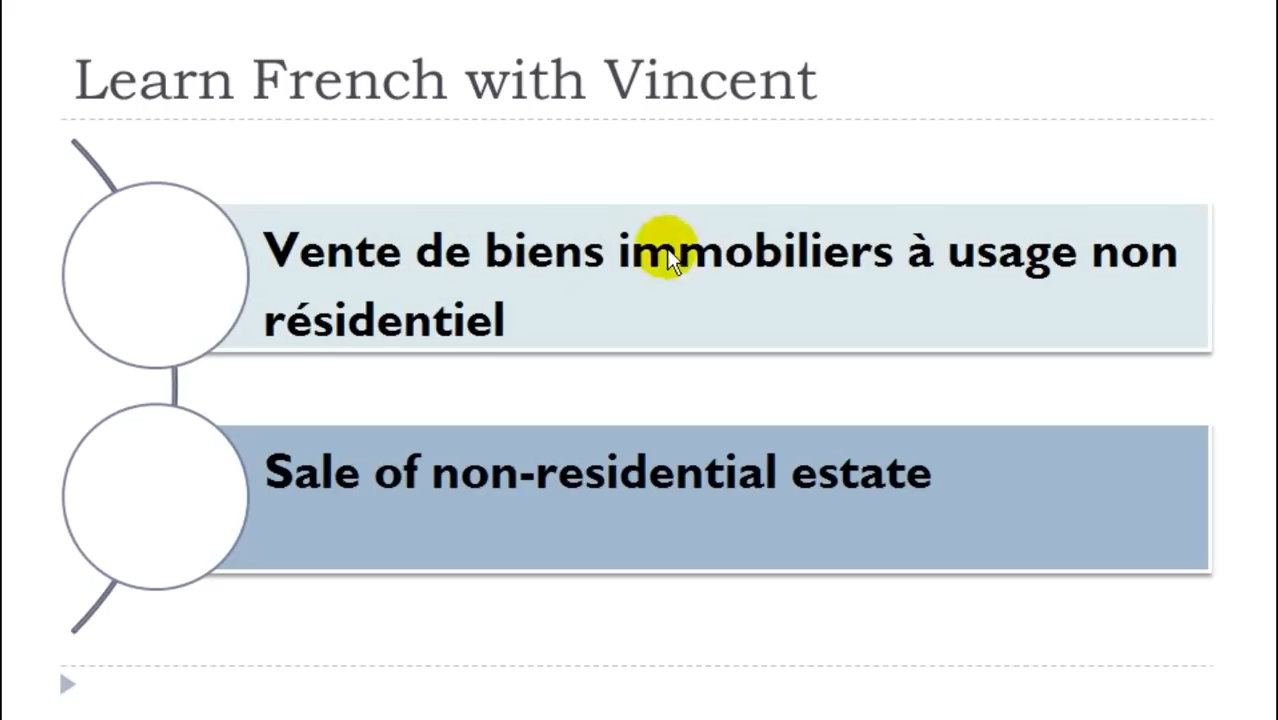 Learn French with Vincent
Vente de biens immobiliers à usage non
résidentiel
Sale of non-residential estate